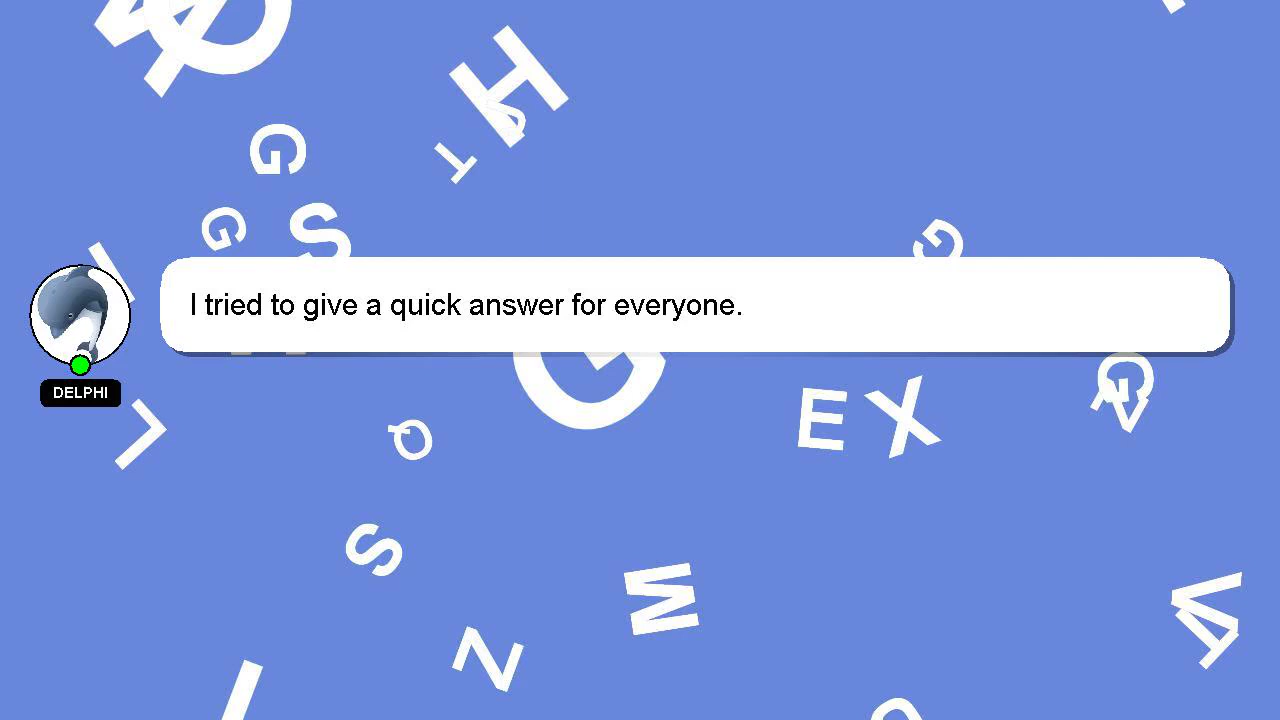 I tried to give a quick answer for everyone.
DELPHI
G
H
T
G
S
G
G
E X
L
Q
S
M
Z
V